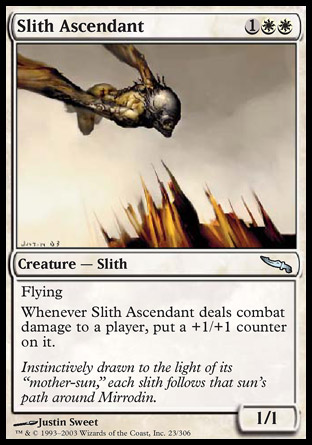 Slith Ascendant 1
Creature — Slith
Flying
Whenever Slith Ascendant deals combat
damage to a player, put a +1/+1 counter
on it.
Instinctively drawn to the light of its
"mother-sun," each slith follows that sun's
path around Mirrodin.
Justin Sweet
™ & © 1993–2003 Wizards of the Coast, Inc. 23/306
1/1